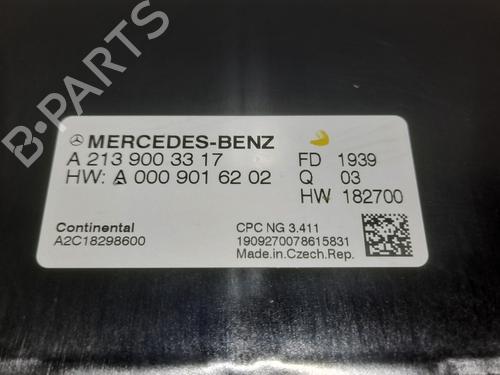 B-PARTS
MERCEDES-BENZ
A 213 900 33 17 FD 1939
HW: A 000 901 62 02 Q 03
HW 182700
Continental CPC NG 3.411
A2C18298600 1909270078615831
Made.in.Czech.Rep.